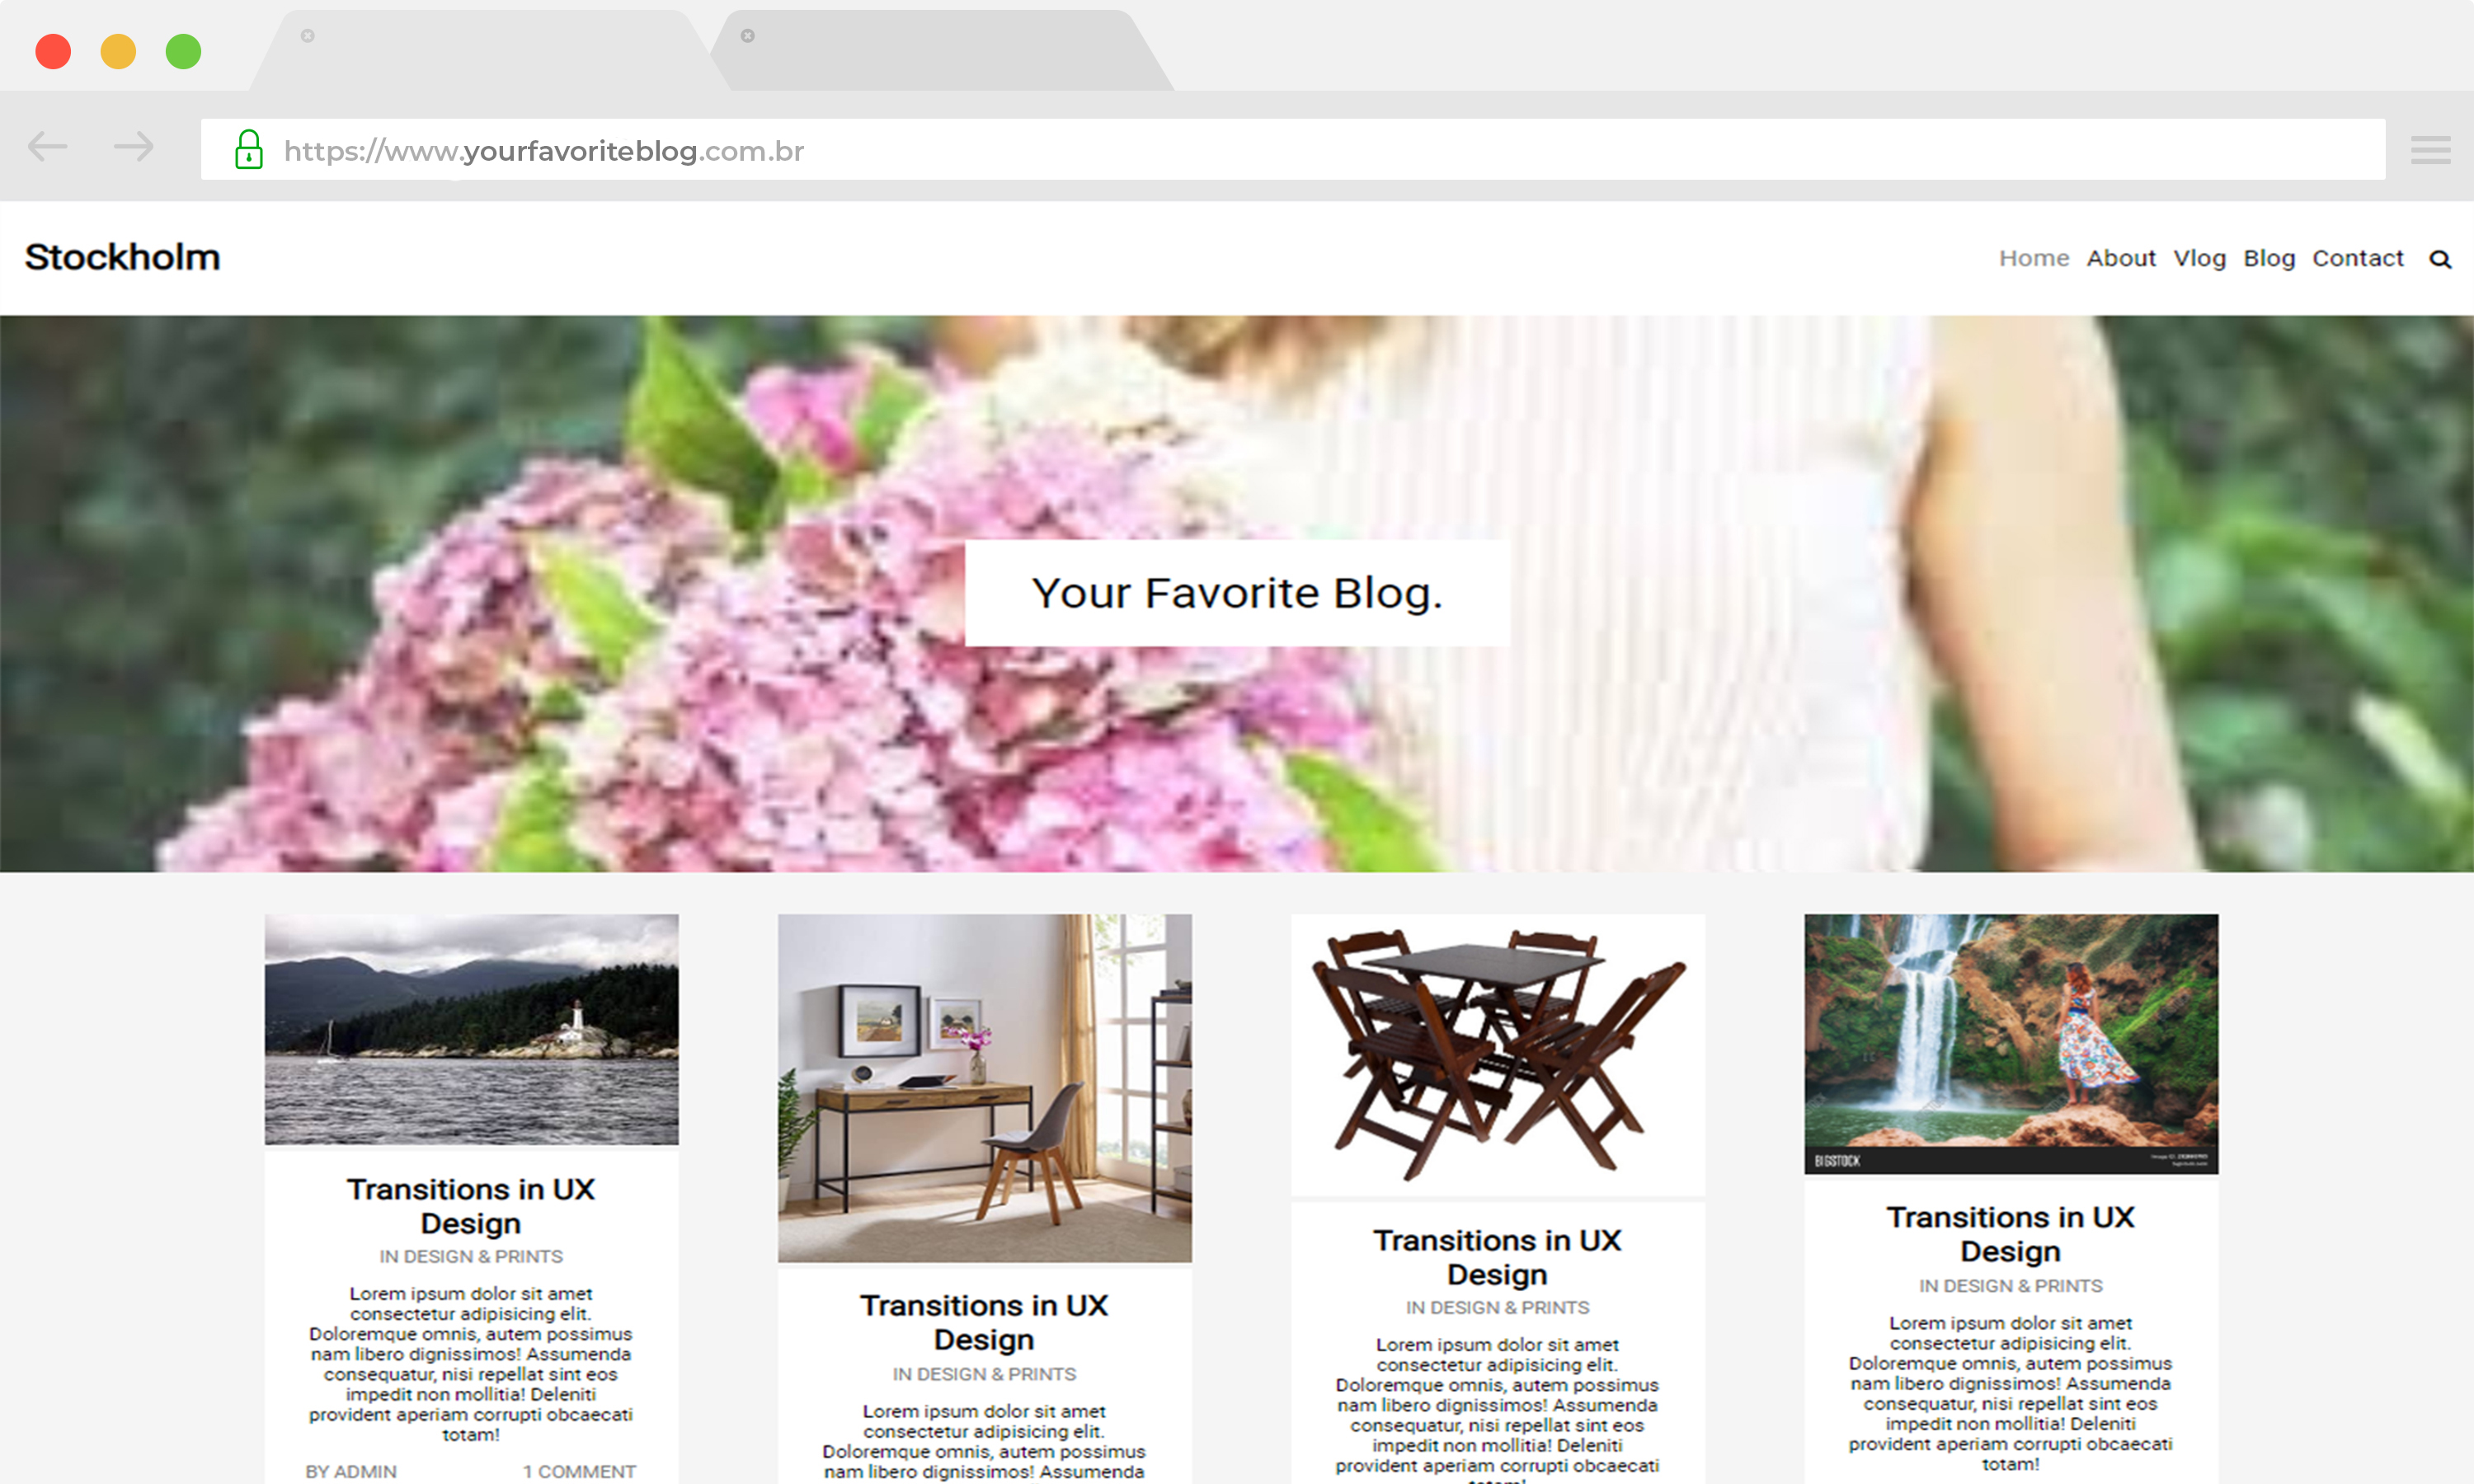 https://www.yourfavoriteblog.com.br
Stockholm
Home About Vlog Blog Contact
Your Favorite Blog.
Transitions in UX
Design
IN DESIGN & PRINTS
Lorem ipsum dolor sit amet
consectetur adipisicing elit.
Doloremque omnis, autem possimus
nam libero dignissimos! Assumenda
consequatur, nisi repellat sint eos
impedit non mollitia! Deleniti
provident aperiam corrupti obcaecati
totam!
BY ADMIN 1 COMMENT
Transitions in UX
Design
IN DESIGN & PRINTS
Lorem ipsum dolor sit amet
consectetur adipisicing elit.
Doloremque omnis, autem possimus
nam libero dignissimos! Assumenda
Transitions in UX
Design
IN DESIGN & PRINTS
Lorem ipsum dolor sit amet
consectetur adipisicing elit.
Doloremque omnis, autem possimus
nam libero dignissimos! Assumenda
consequatur, nisi repellat sint eos
impedit non mollitia! Deleniti
provident aperiam corrupti obcaecati
BIGSTOCK
Transitions in UX
Design
IN DESIGN & PRINTS
Lorem ipsum dolor sit amet
consectetur adipisicing elit.
Doloremque omnis, autem possimus
nam libero dignissimos! Assumenda
consequatur, nisi repellat sint eos
impedit non mollitia! Deleniti
provident aperiam corrupti obcaecati
totam!